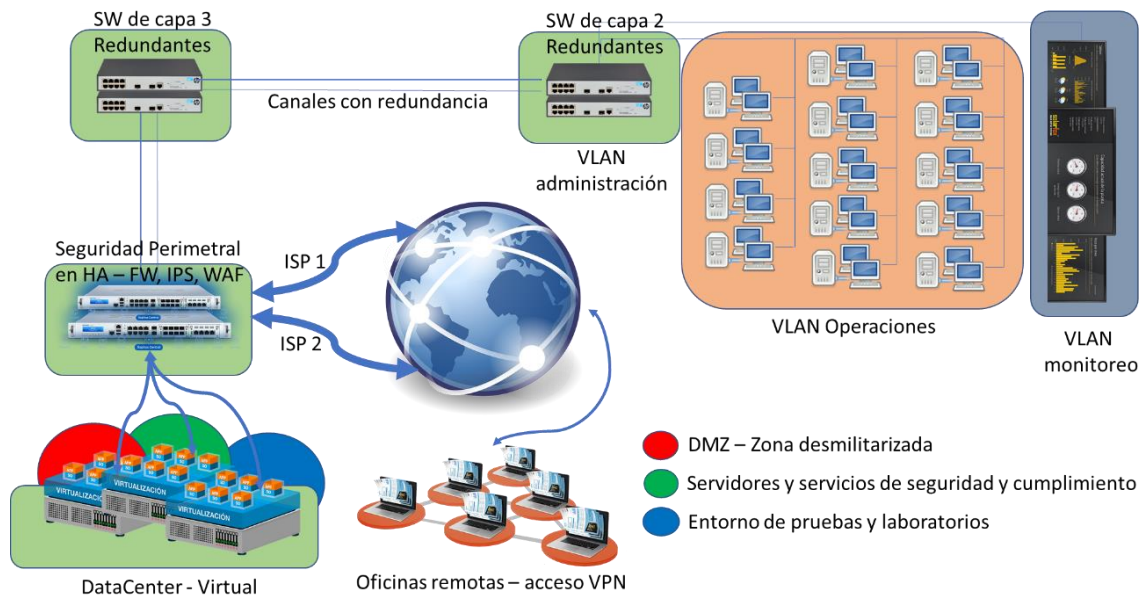 SW de capa 3
Redundantes
SW de capa 2
Redundantes
Canales con redundancia
VLAN
administración
Seguridad Perimetral
en HA – FW, IPS, WAF
ISP 1
ISP 2
VLAN Operaciones
VLAN
monitoreo
DMZ – Zona desmilitarizada
Servidores y servicios de seguridad y cumplimiento
Entorno de pruebas y laboratorios
VIRTUALIZACIÓN
VIRTUALIZACIÓN
VIRTUALIZACIÓN
DataCenter - Virtual
Oficinas remotas – acceso VPN